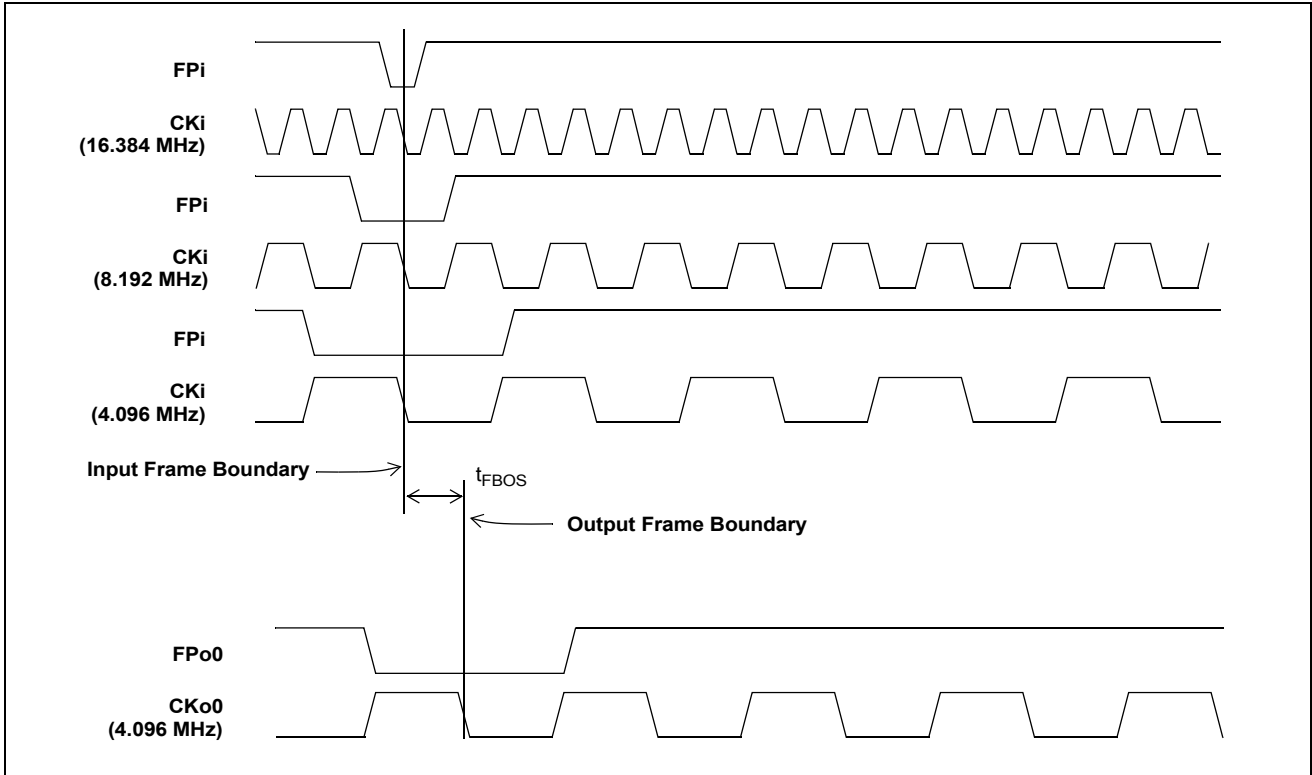 FPi
CKi
(16.384 MHz)
FPi
CKi
(8.192 MHz)
FPi
CKi
(4.096 MHz)
Input Frame Boundary
tFBOS
Output Frame Boundary
FPo0
CKo0
(4.096 MHz)